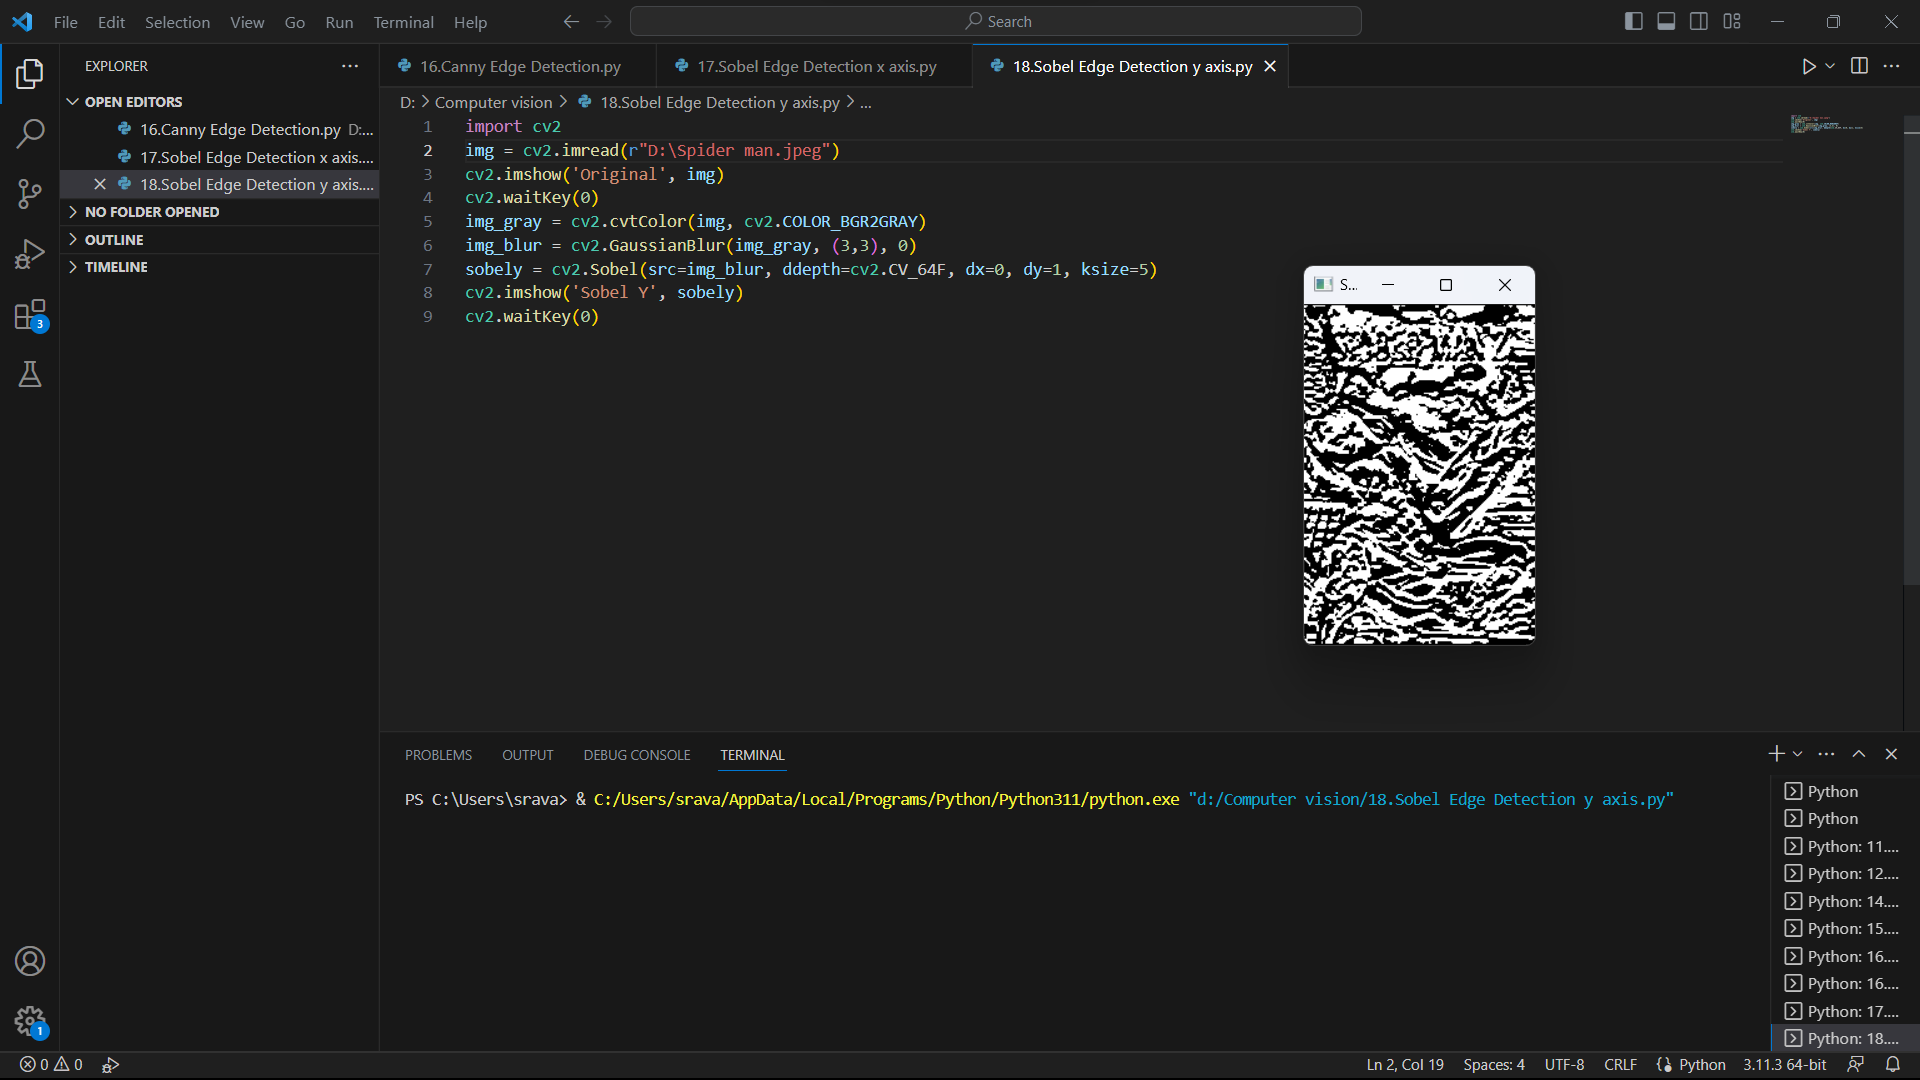 File Edit Selection View Go Run Terminal Help
Search
EXPLORER
OPEN EDITORS
16.Canny Edge Detection.py D:...
17.Sobel Edge Detection x axis....
18.Sobel Edge Detection y axis....
NO FOLDER OPENED
OUTLINE
TIMELINE
3
1
16.Canny Edge Detection.py
17.Sobel Edge Detection x axis.py
18.Sobel Edge Detection y axis.py
D: > Computer vision > 18.Sobel Edge Detection y axis.py > ...
1 import cv2
2 img = cv2.imread(r"D:\Spider man.jpeg")
3 cv2.imshow('Original', img)
4 cv2.waitKey(0)
5 img_gray = cv2.cvtColor(img, cv2.COLOR_BGR2GRAY)
6 img_blur = cv2.GaussianBlur(img_gray, (3,3), 0)
7 sobely = cv2.Sobel(src=img_blur, ddepth=cv2.CV_64F, dx=0, dy=1, ksize=5)
8 cv2.imshow('Sobel Y', sobely)
9 cv2.waitKey(0)
S...
PROBLEMS OUTPUT DEBUG CONSOLE TERMINAL
PS C:\Users\srava> & C:/Users/srava/AppData/Local/Programs/Python/Python311/python.exe "d:/Computer vision/18.Sobel Edge Detection y axis.py"
Python
Python
Python: 11....
Python: 12....
Python: 14....
Python: 15....
Python: 16....
Python: 16....
Python: 17....
Python: 18....
0 0
Ln 2, Col 19 Spaces: 4 UTF-8 CRLF Python 3.11.3 64-bit